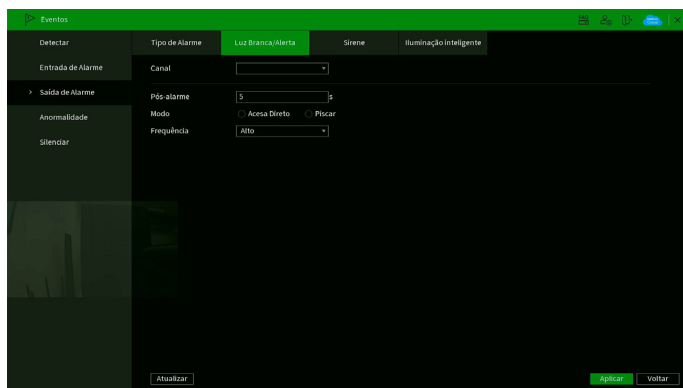 Eventos
Detectar
Entrada de Alarme
> Saída de Alarme
Anormalidade
Silenciar
Tipo de Alarme Luz Branca/Alerta Sirene Iluminação inteligente
Canal
Pós-alarme 5 s
Modo Acesa Direto Piscar
Frequência Alto
Atualizar Aplicar Voltar